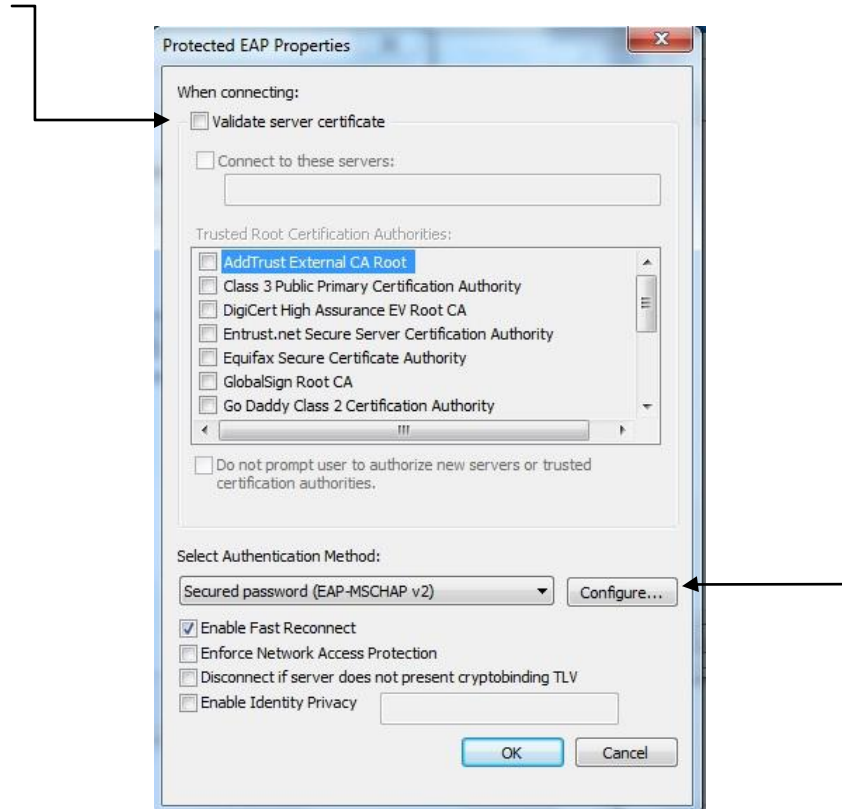 Protected EAP Properties
When connecting:
Validate server certificate
Connect to these servers:
Trusted Root Certification Authorities:
AddTrust External CA Root
Class 3 Public Primary Certification Authority
DigiCert High Assurance EV Root CA
Entrust.net Secure Server Certification Authority
Equifax Secure Certificate Authority
GlobalSign Root CA
Go Daddy Class 2 Certification Authority
Do not prompt user to authorize new servers or trusted
certification authorities.
Select Authentication Method:
Secured password (EAP-MSCHAP v2) Configure...
Enable Fast Reconnect
Enforce Network Access Protection
Disconnect if server does not present cryptobinding TLV
Enable Identity Privacy
OK Cancel